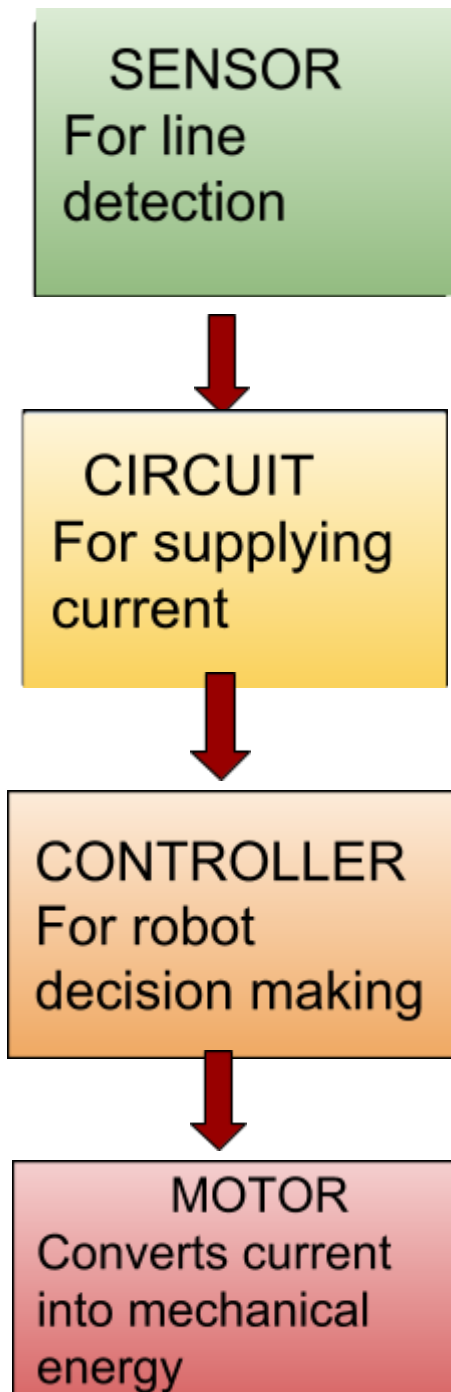 SENSOR
For line
detection
CIRCUIT
For supplying
current
CONTROLLER
For robot
decision making
MOTOR
Converts current
into mechanical
energy